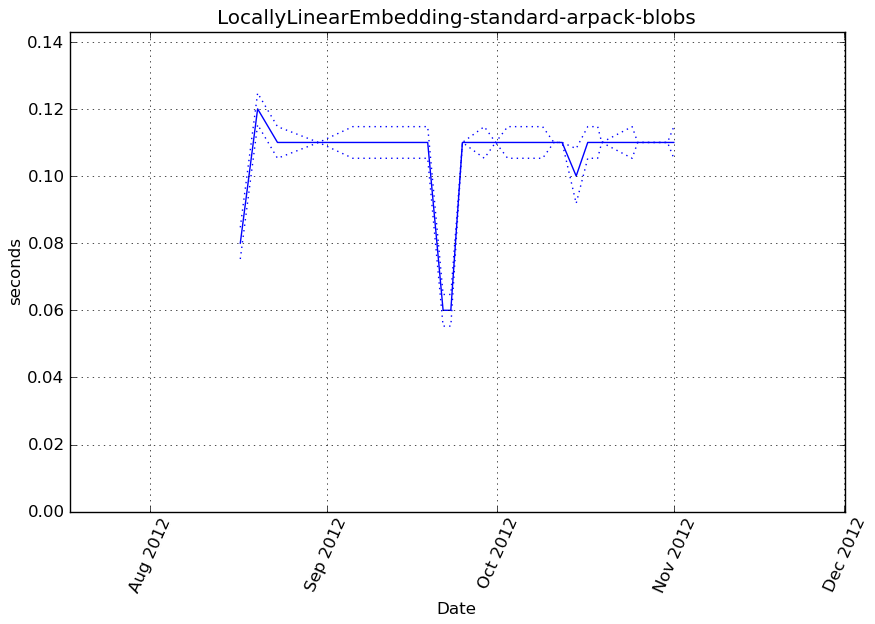 LocallyLinearEmbedding-standard-arpack-blobs
0.14
0.12
0.10
0.08
0.06
0.04
0.02
0.00
seconds
Aug 2012
Sep 2012
Oct 2012
Nov 2012
Dec 2012
Date